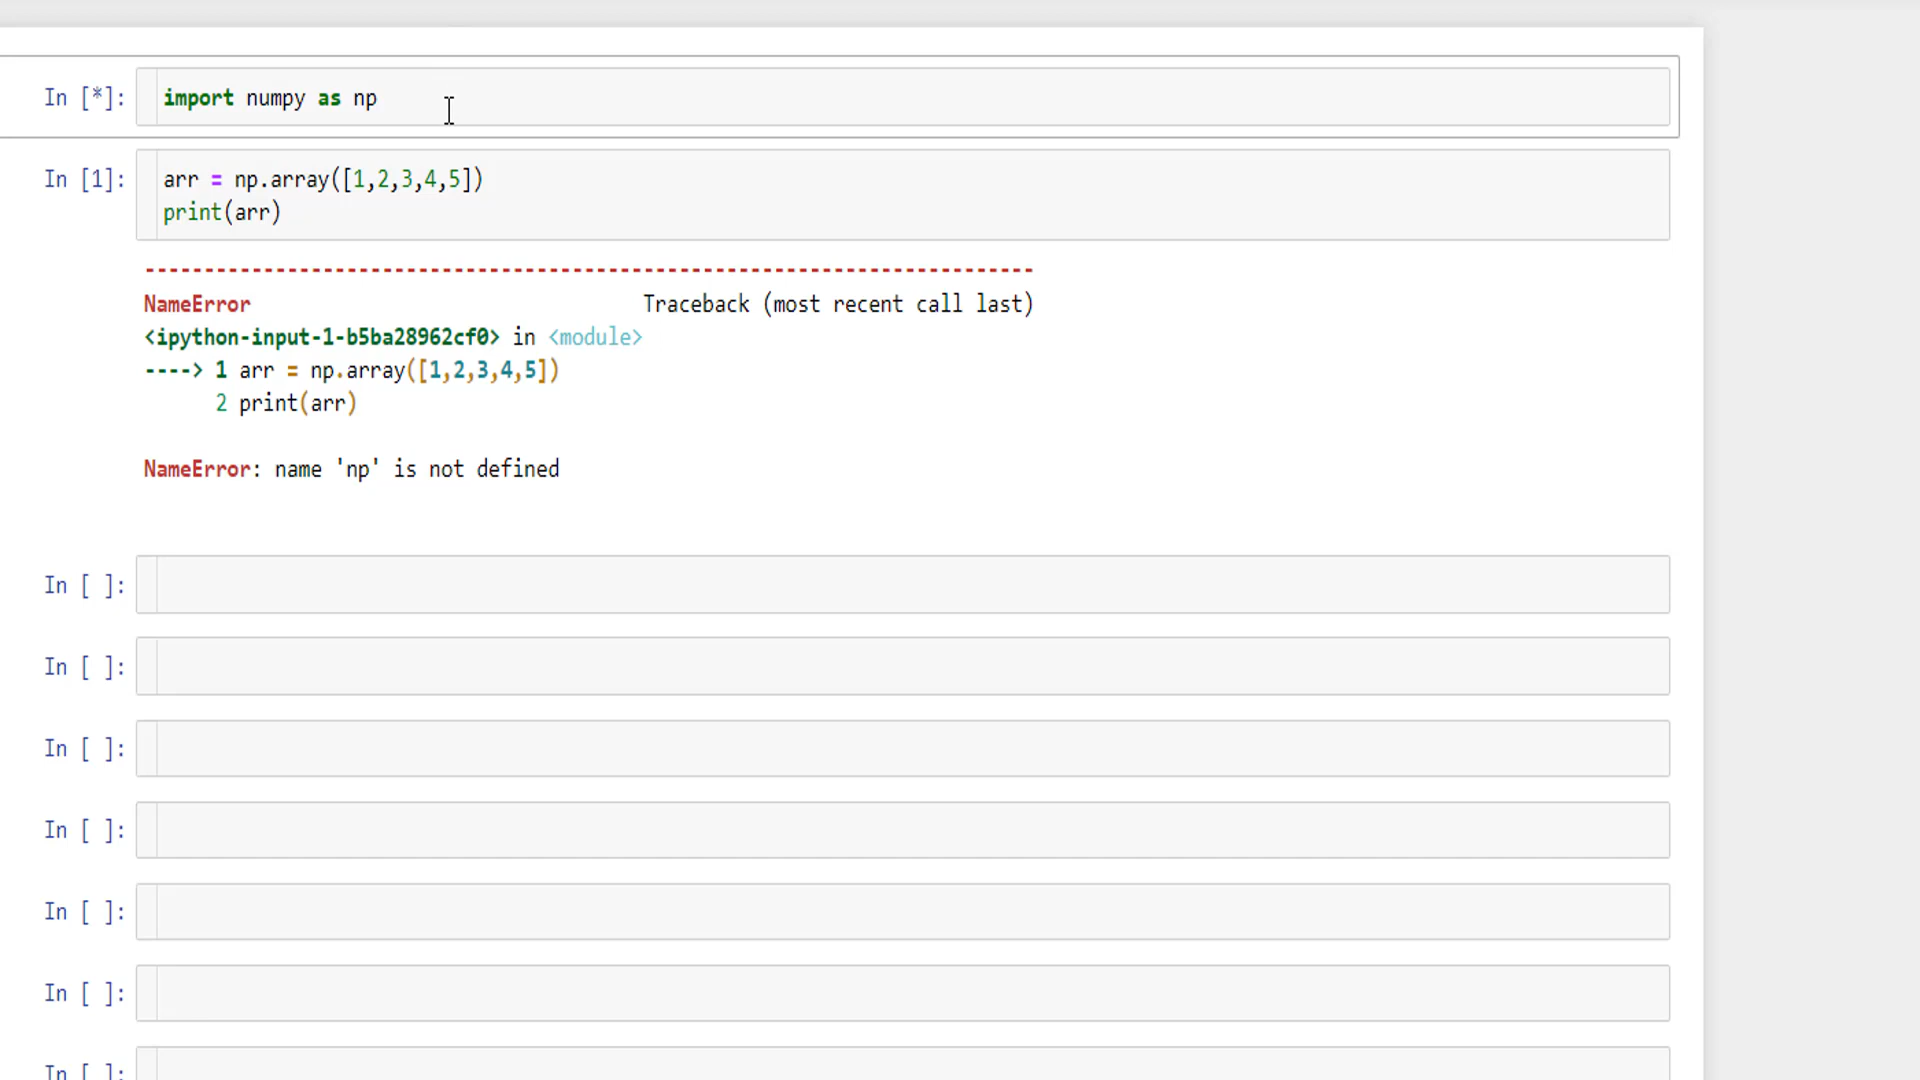 In [*]: import numpy as np
In [1]: arr = np.array([1,2,3,4,5])
print(arr)
---------------------------------------------------------------------------
NameError Traceback (most recent call last)
<ipython-input-1-b5ba28962cf0> in <module>
----> 1 arr = np.array([1,2,3,4,5])
2 print(arr)
NameError: name 'np' is not defined
In [ ]:
In [ ]:
In [ ]:
In [ ]:
In [ ]:
In [ ]:
In [ ]: